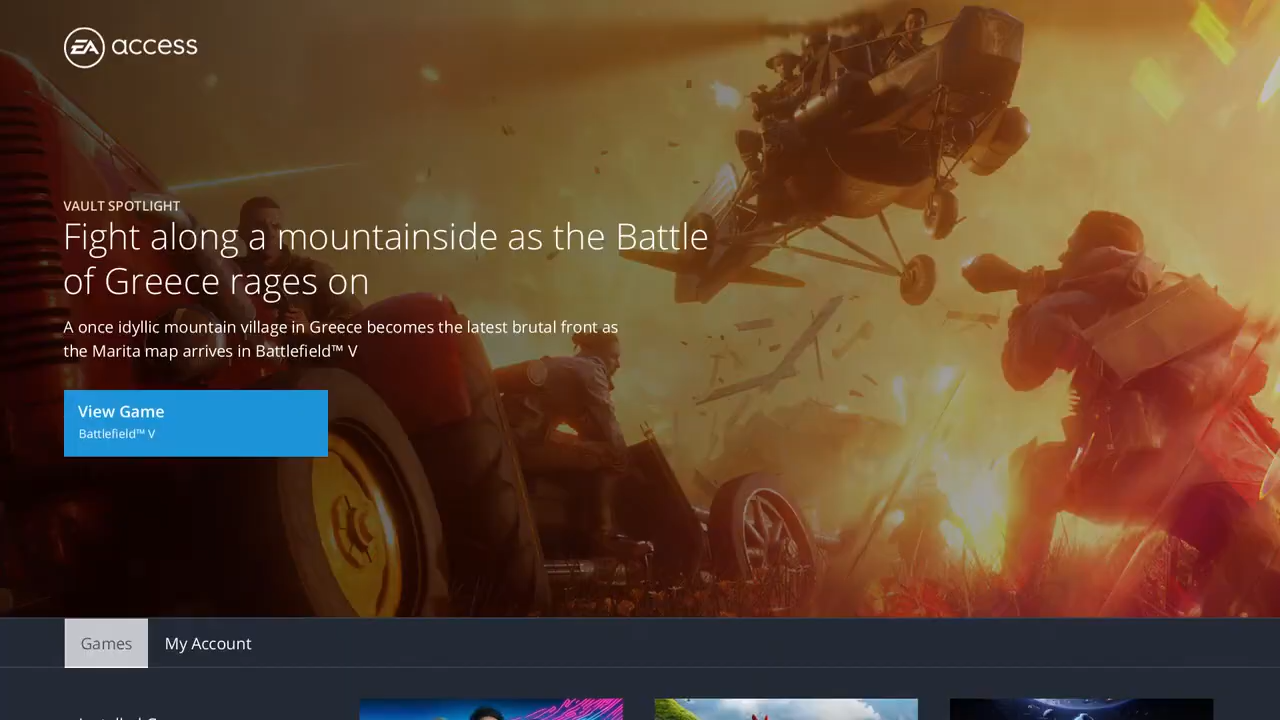 EA access
VAULT SPOTLIGHT
Fight along a mountainside as the Battle
of Greece rages on
A once idyllic mountain village in Greece becomes the latest brutal front as
the Marita map arrives in Battlefield™ V
View Game
Battlefield™ V
Games
My Account